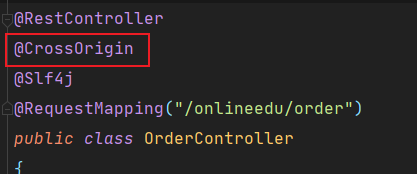 @RestController
@CrossOrigin
@Slf4j
@RequestMapping("/onlineedu/order")
public class OrderController
{